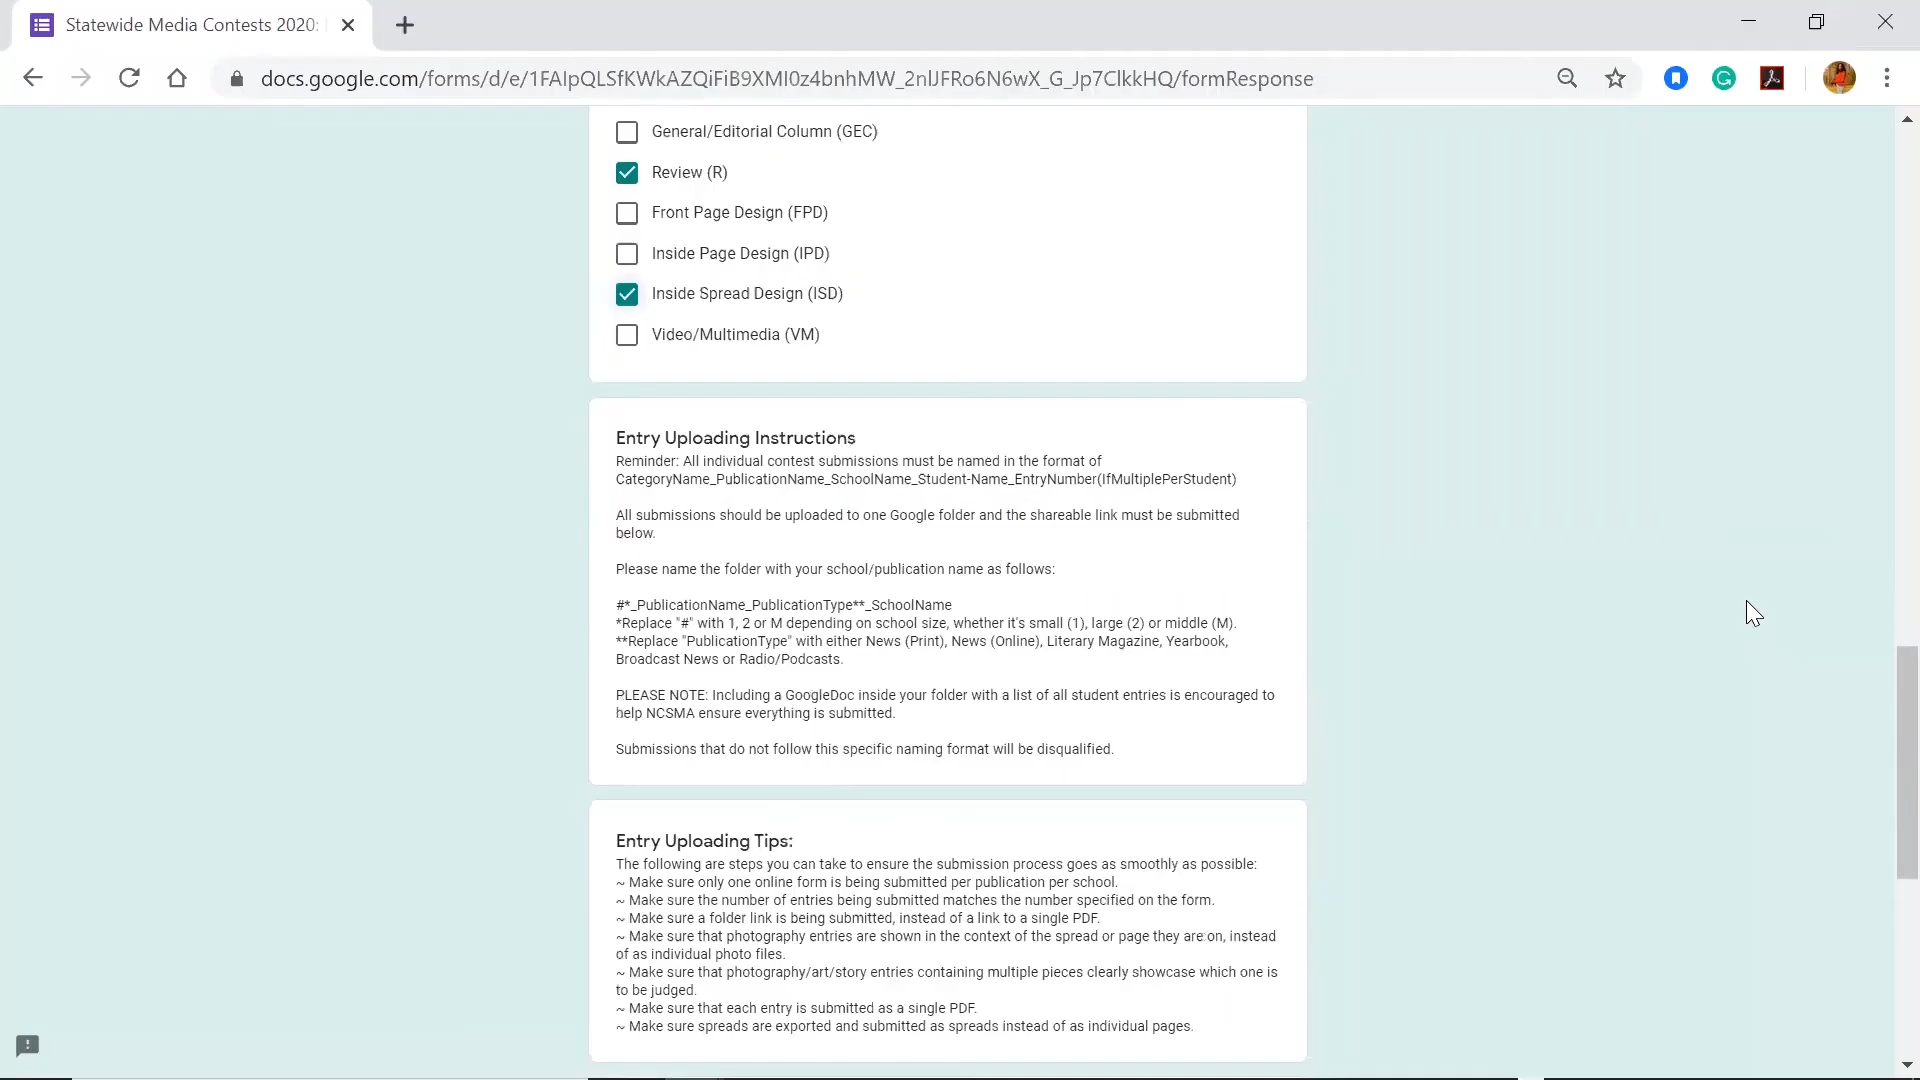 Statewide Media Contests 2020:
docs.google.com/forms/d/e/1FAIpQLSfKWkAZQiFiB9XMI0z4bnhMW_2nlJFRo6N6wX_G_Jp7ClkkHQ/formResponse
General/Editorial Column (GEC)
Review (R)
Front Page Design (FPD)
Inside Page Design (IPD)
Inside Spread Design (ISD)
Video/Multimedia (VM)
Entry Uploading Instructions
Reminder: All individual contest submissions must be named in the format of
CategoryName_PublicationName_SchoolName_Student-Name_EntryNumber(IfMultiplePerStudent)
All submissions should be uploaded to one Google folder and the shareable link must be submitted
below.
Please name the folder with your school/publication name as follows:
#*_PublicationName_PublicationType**_SchoolName
*Replace "#" with 1, 2 or M depending on school size, whether it's small (1), large (2) or middle (M).
**Replace "PublicationType" with either News (Print), News (Online), Literary Magazine, Yearbook,
Broadcast News or Radio/Podcasts.
PLEASE NOTE: Including a GoogleDoc inside your folder with a list of all student entries is encouraged to
help NCSMA ensure everything is submitted.
Submissions that do not follow this specific naming format will be disqualified.
Entry Uploading Tips:
The following are steps you can take to ensure the submission process goes as smoothly as possible:
~ Make sure only one online form is being submitted per publication per school.
~ Make sure the number of entries being submitted matches the number specified on the form.
~ Make sure a folder link is being submitted, instead of a link to a single PDF.
~ Make sure that photography entries are shown in the context of the spread or page they are on, instead
of as individual photo files.
~ Make sure that photography/art/story entries containing multiple pieces clearly showcase which one is
to be judged.
~ Make sure that each entry is submitted as a single PDF.
~ Make sure spreads are exported and submitted as spreads instead of as individual pages.